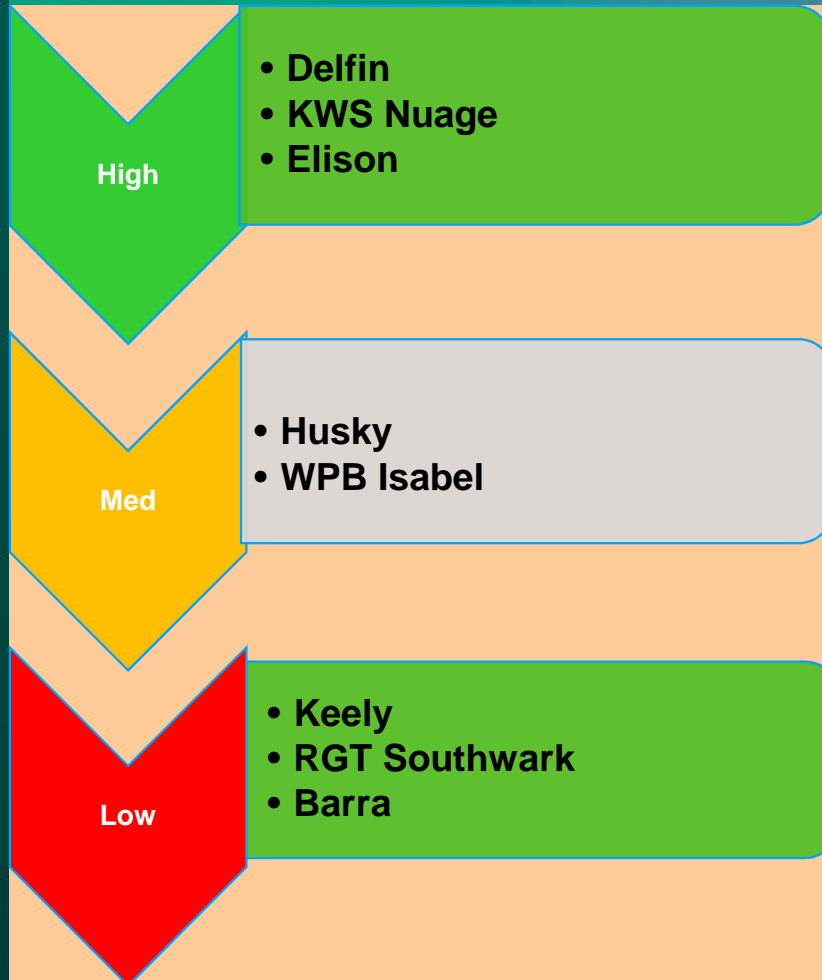 High
• Delfin
• KWS Nuage
• Elison
Med
• Husky
• WPB Isabel
Low
• Keely
• RGT Southwark
• Barra